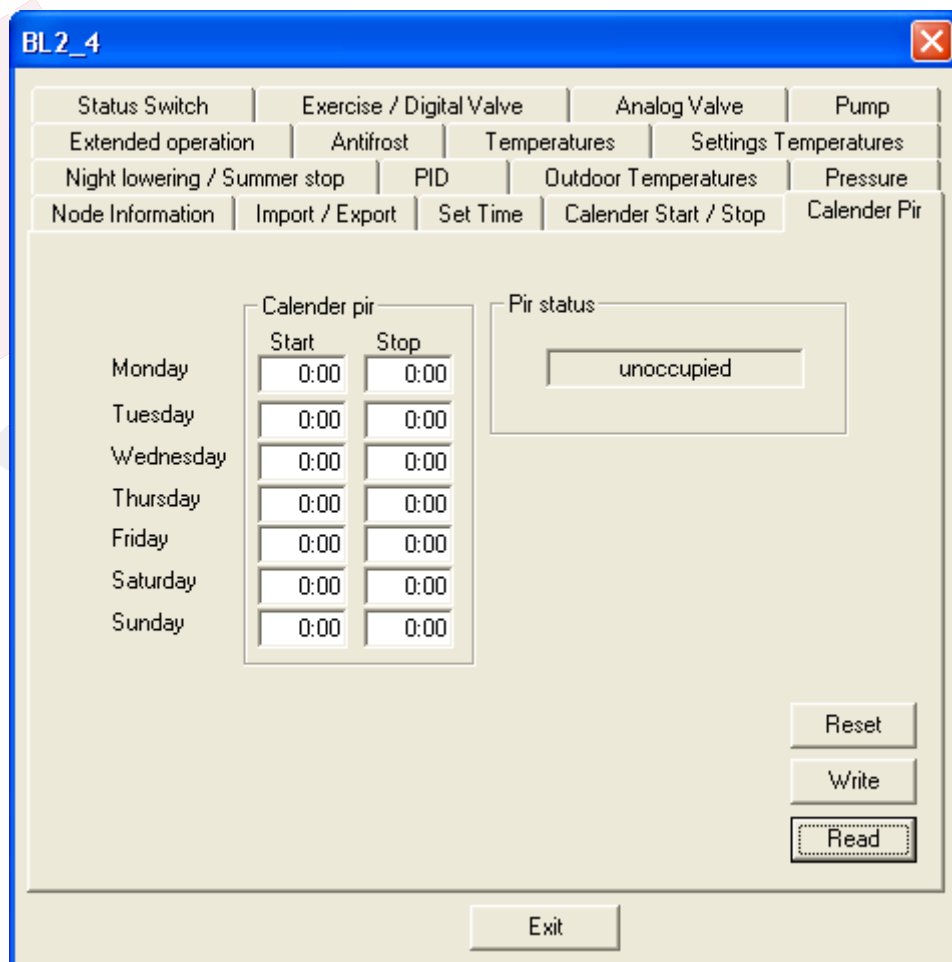 BL2_4
Status Switch Exercise / Digital Valve Analog Valve Pump
Extended operation Antifrost Temperatures Settings Temperatures
Night lowering / Summer stop PID Outdoor Temperatures Pressure
Node Information Import / Export Set Time Calender Start / Stop Calender Pir
Calender pir Pir status
Start Stop
Monday 0:00 0:00 unoccupied
Tuesday 0:00 0:00
Wednesday 0:00 0:00
Thursday 0:00 0:00
Friday 0:00 0:00
Saturday 0:00 0:00
Sunday 0:00 0:00
Reset
Write
Read
Exit